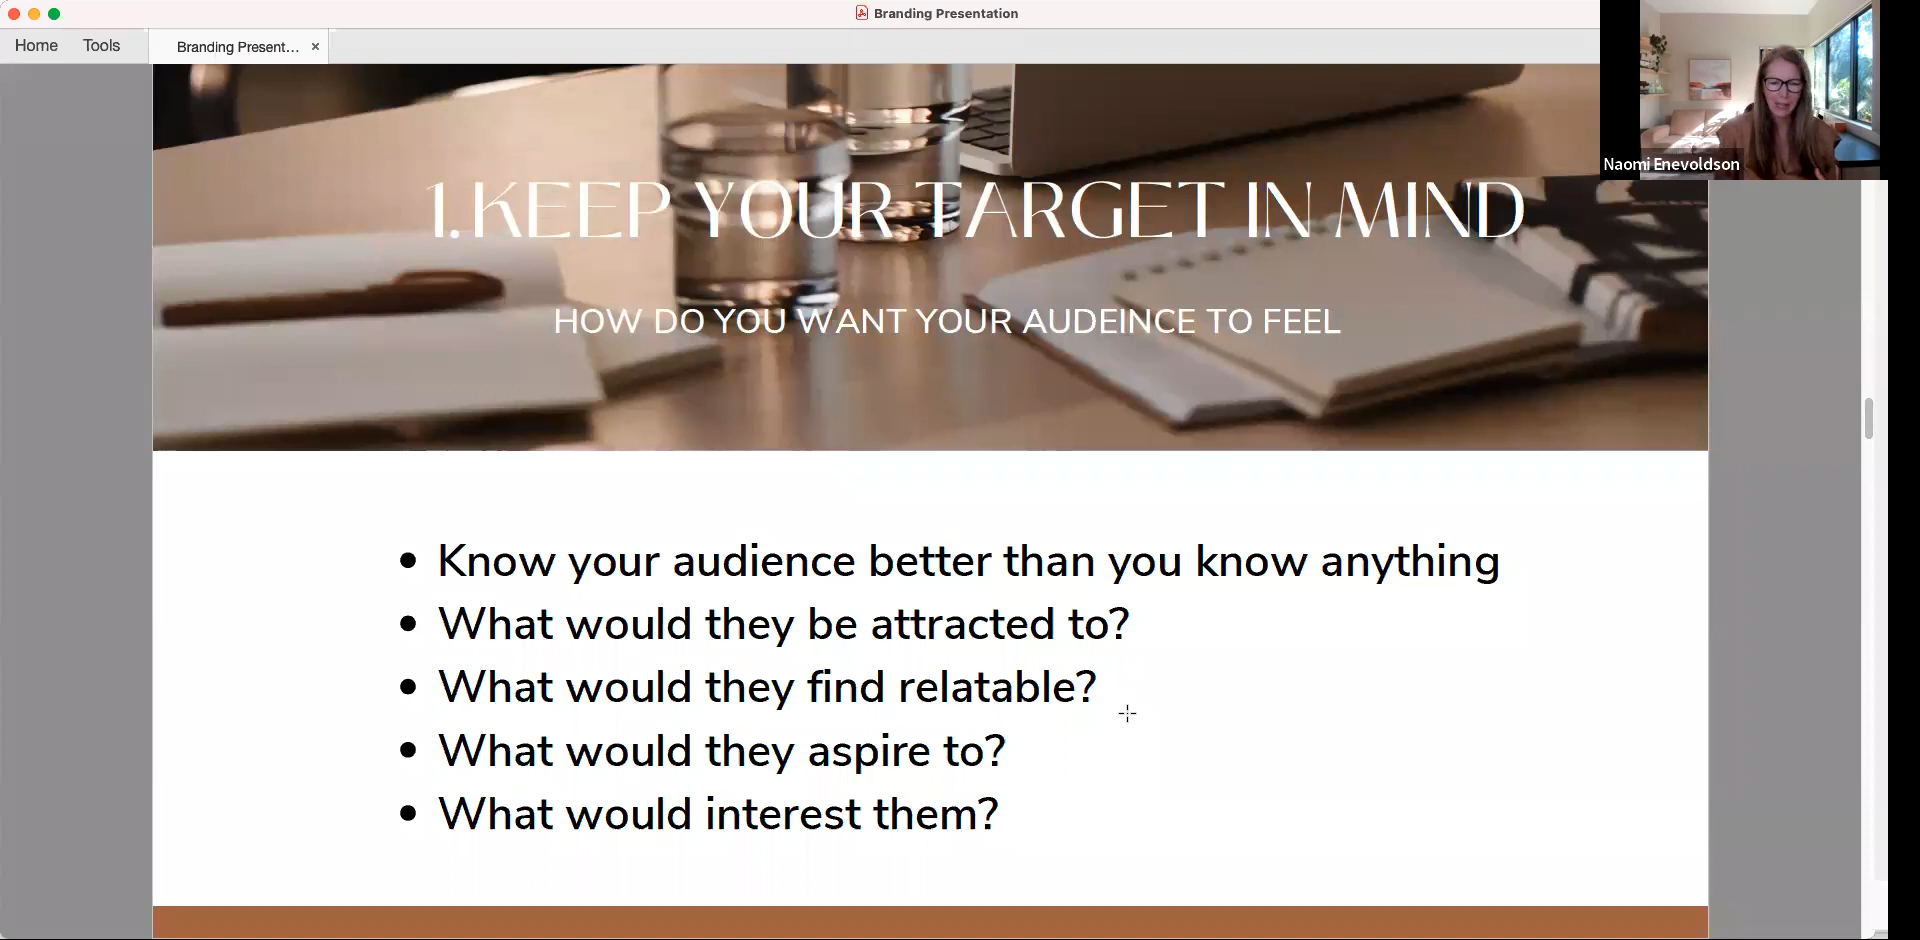 Branding Presentation
Home Tools Branding Present... ×
Naomi Enevoldson
1. KEEP YOUR TARGET IN MIND
HOW DO YOU WANT YOUR AUDEINCE TO FEEL
• Know your audience better than you know anything
• What would they be attracted to?
• What would they find relatable?
• What would they aspire to?
• What would interest them?